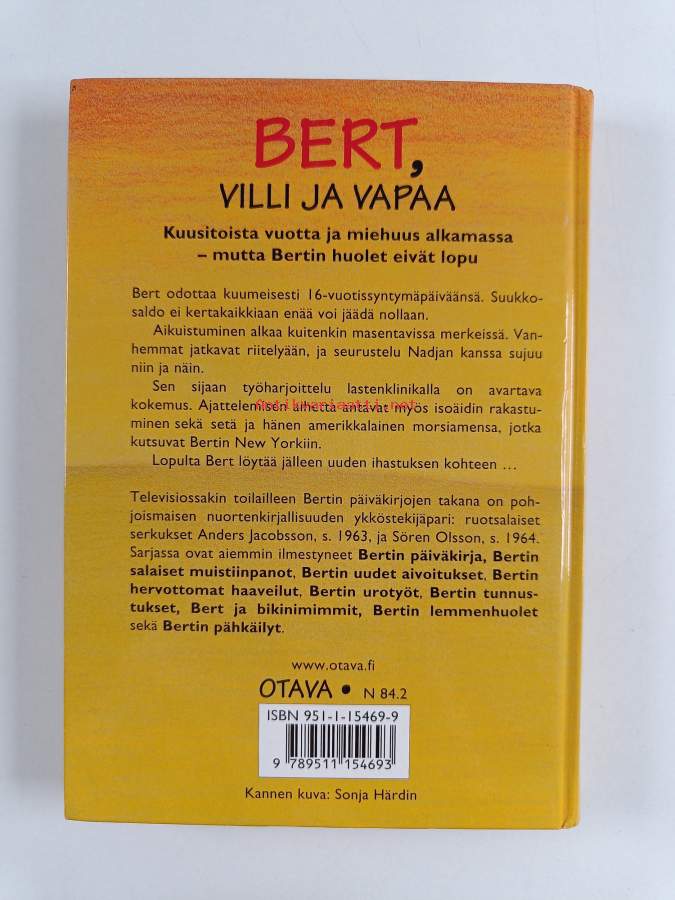 BERT,
VILLI JA VAPAA
Kuusitoista vuotta ja miehuus alkamassa
– mutta Bertin huolet eivät lopu
Bert odottaa kuumeisesti 16-vuotissyntymäpäiväänsä. Suukko-
saldo ei kertakaikkiaan enää voi jäädä nollaan.
Aikuistuminen alkaa kuitenkin masentavissa merkeissä. Van-
hemmat jatkavat riitelyään, ja seurustelu Nadjan kanssa sujuu
niin ja näin.
Sen sijaan työharjoittelu lastenklinikalla on avartava
kokemus. Ajattelemisen aihetta antavat myös isoäidin rakastu-
Antikvariaatti.net
minen sekä setä ja hänen amerikkalainen morsiamensa, jotka
kutsuvat Bertin New Yorkiin.
Lopulta Bert löytää jälleen uuden ihastuksen kohteen ...
Televisiossakin toilailleen Bertin päiväkirjojen takana on poh-
joismaisen nuortenkirjallisuuden ykköstekijäpari: ruotsalaiset
serkukset Anders Jacobsson, s. 1963, ja Sören Olsson, s. 1964.
Sarjassa ovat aiemmin ilmestyneet Bertin päiväkirja, Bertin
salaiset muistiinpanot, Bertin uudet aivoitukset, Bertin
hervottomat haaveilut, Bertin urotyöt, Bertin tunnus-
tukset, Bert ja bikinimimmit, Bertin lemmenhuolet
sekä Bertin pähkäilyt.
www.otava.fi
OTAVA • N 84.2
ISBN 951-1-15469-9
9 789511 154693
Kannen kuva: Sonja Härdin